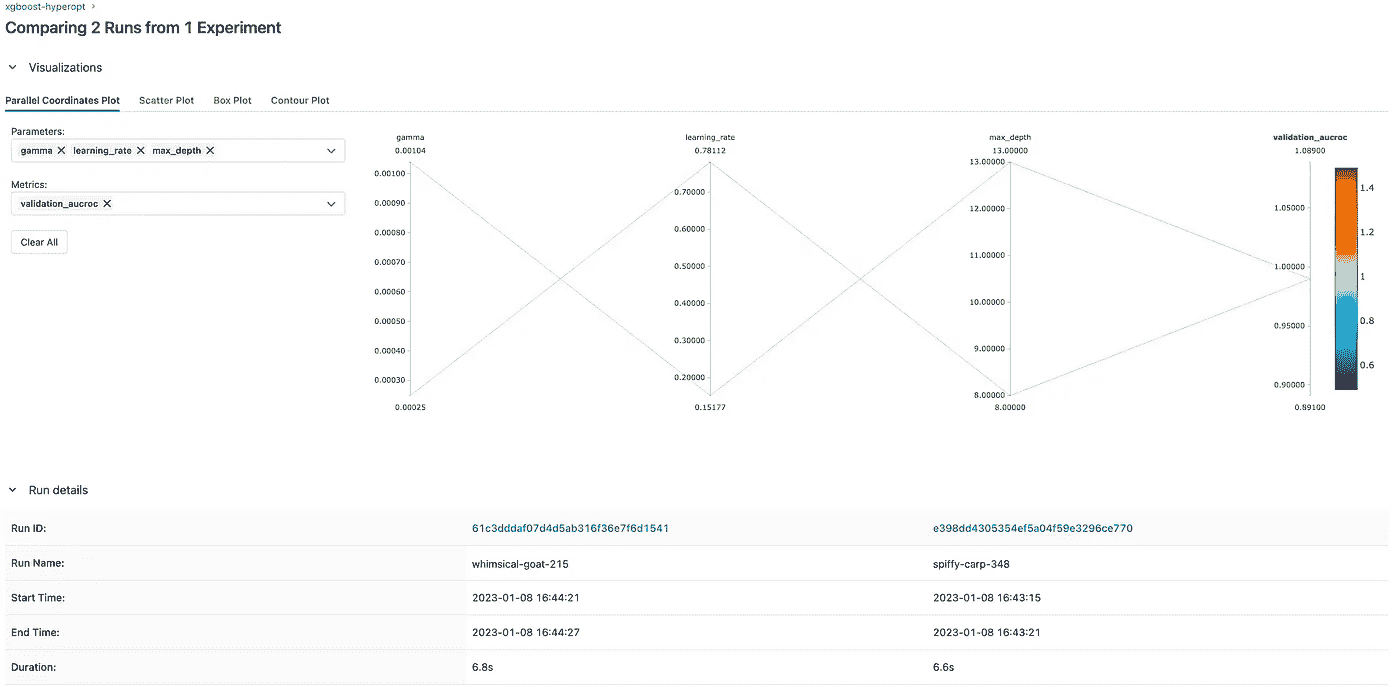 xgboost-hyperopt >
Comparing 2 Runs from 1 Experiment
Visualizations
Parallel Coordinates Plot Scatter Plot Box Plot Contour Plot
Parameters:
gamma learning_rate max_depth
Metrics:
validation_aucroc
Clear All
gamma
0.00104
0.00100
0.00090
0.00080
0.00070
0.00060
0.00050
0.00040
0.00030
0.00025
learning_rate
0.78112
0.70000
0.60000
0.50000
0.40000
0.30000
0.20000
0.15177
max_depth
13.00000
13.00000
12.00000
11.00000
10.00000
9.00000
8.00000
8.00000
validation_aucroc
1.08900
1.05000
1.00000
0.95000
0.90000
0.89100
1.4
1.2
1
0.8
0.6
Run details
Run ID: 61c3dddaf07d4d5ab316f36e7f6d1541 e398dd4305354ef5a04f59e3296ce770
Run Name: whimsical-goat-215 spiffy-carp-348
Start Time: 2023-01-08 16:44:21 2023-01-08 16:43:15
End Time: 2023-01-08 16:44:27 2023-01-08 16:43:21
Duration: 6.8s 6.6s